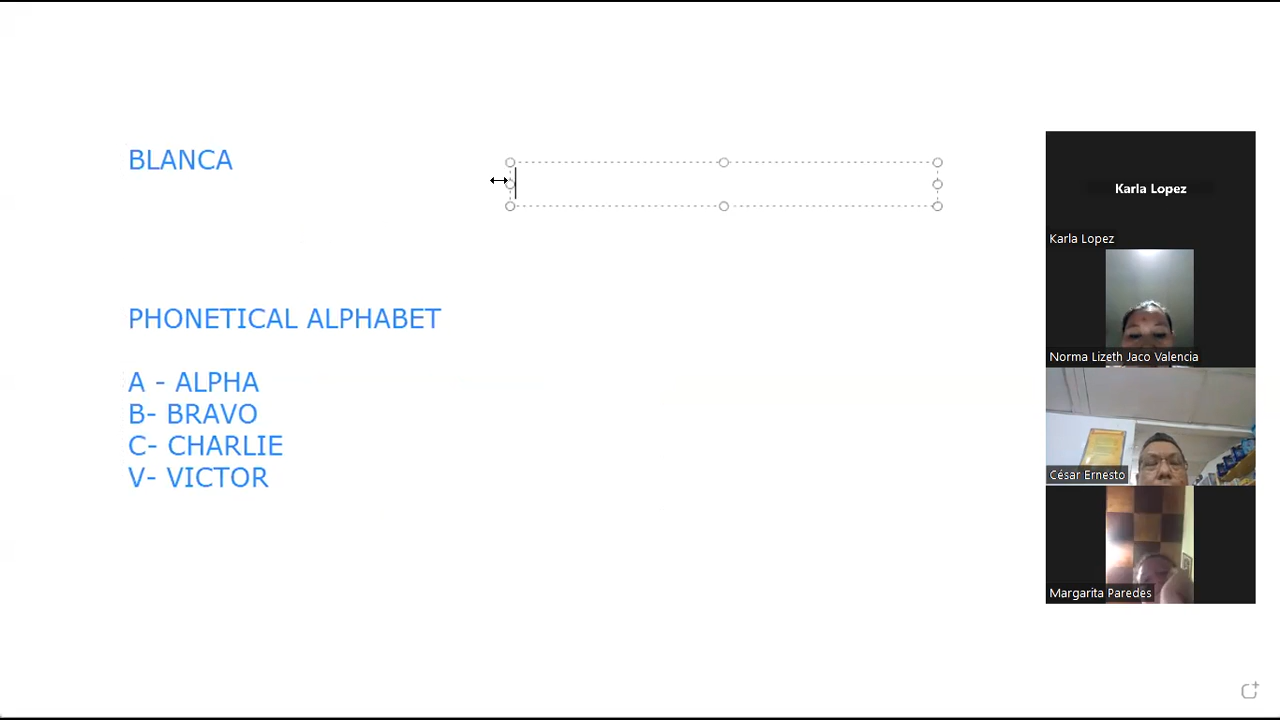 BLANCA
PHONETICAL ALPHABET
A - ALPHA
B- BRAVO
C- CHARLIE
V- VICTOR
Karla Lopez
Karla Lopez
Norma Lizeth Jaco Valencia
César Ernesto
Margarita Paredes